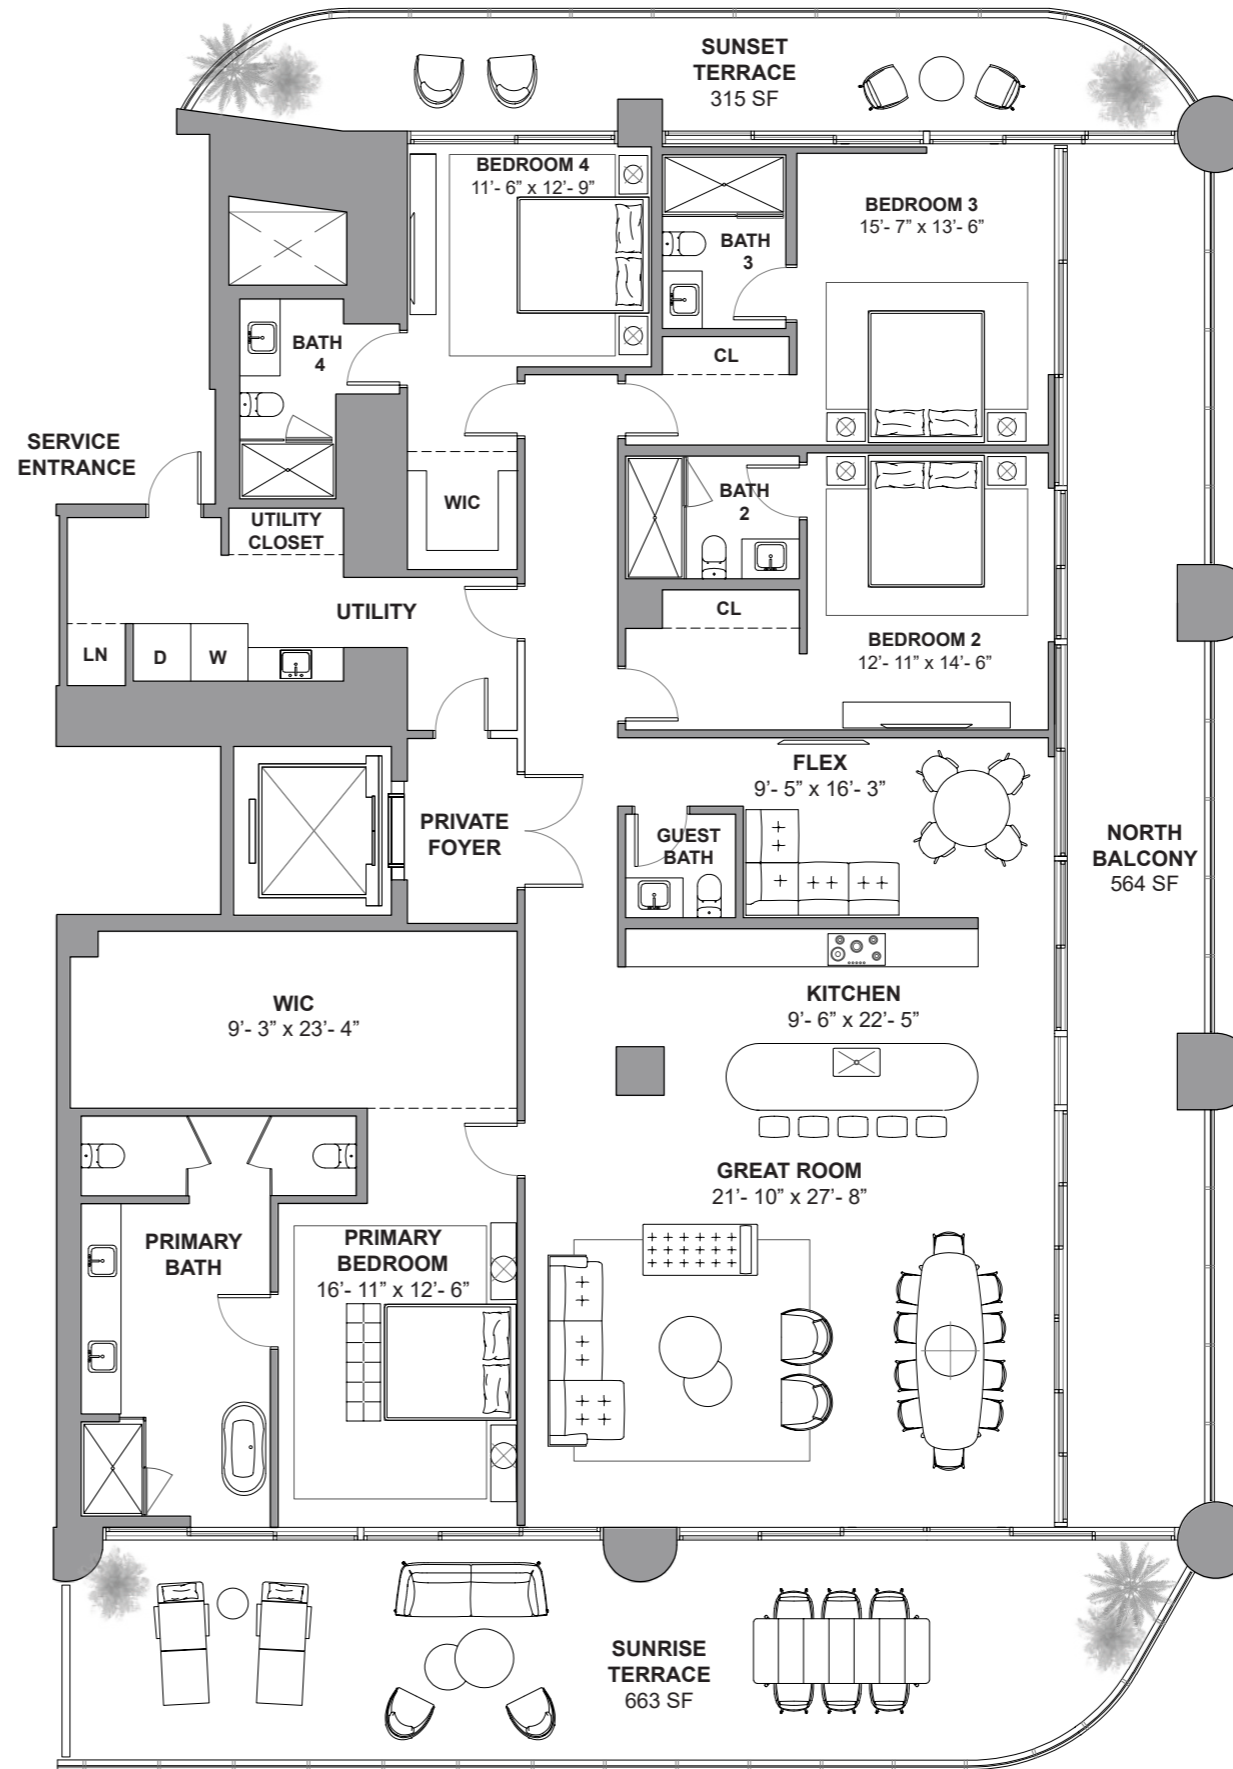 SUNSET
TERRACE
315 SF
BEDROOM 4
11’- 6” x 12’- 9”
BEDROOM 3
15’- 7” x 13’- 6”
BATH
3
BATH
4
CL
SERVICE
ENTRANCE
WIC
BATH
2
UTILITY
CLOSET
UTILITY
CL
BEDROOM 2
12’- 11” x 14’- 6”
LN
D
W
FLEX
9’- 5” x 16’- 3”
PRIVATE
FOYER
GUEST
BATH
NORTH
BALCONY
564 SF
WIC
9’- 3” x 23’- 4”
KITCHEN
9’- 6” x 22’- 5”
GREAT ROOM
21’- 10” x 27’- 8”
PRIMARY
BATH
PRIMARY
BEDROOM
16’- 11” x 12’- 6”
SUNRISE
TERRACE
663 SF